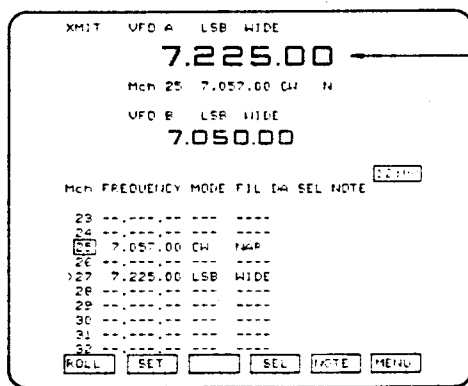 XMIT VFO A LSB WIDE
7.225.00
Mch 25 7.057.00 CW N
VFO B LSB WIDE
7.050.00
Mch FREQUENCY MODE FIL DA SEL NOTE
23 --.---.-- --- ----
24 --.---.-- --- ----
25 7.057.00 CW NAR
26 --.---.-- --- ----
>27 7.225.00 LSB WIDE
28 --.---.-- --- ----
29 --.---.-- --- ----
30 --.---.-- --- ----
31 --.---.-- --- ----
32 --.---.-- --- ----
ROLL SET SEL NOTE MENU